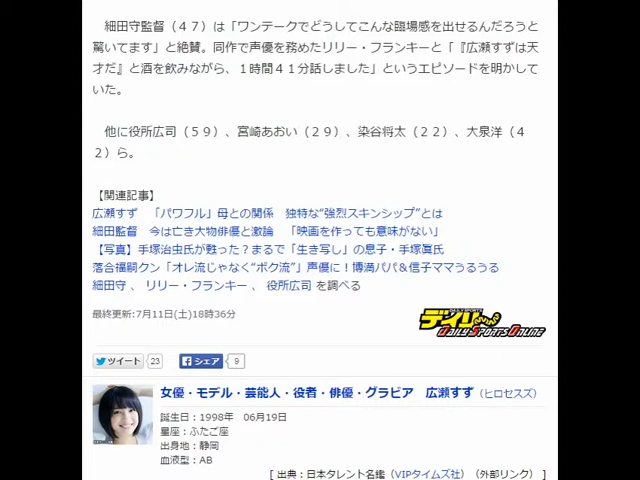 細田守監督（４７）は「ワンテークでどうしてこんな臨場感を出せるんだろうと
驚いてます」と絶賛。同作で声優を務めたリリー・フランキーと「『広瀬すずは天
才だ』と酒を飲みながら、１時間４１分話しました」というエピソードを明かして
いた。
他に役所広司（５９）、宮崎あおい（２９）、染谷将太（２２）、大泉洋（４
２）ら。
【関連記事】
広瀬すず　「パワフル」母との関係　独特な“強烈スキンシップ”とは
細田監督　今は亡き大物俳優と激論　「映画を作っても意味がない」
【写真】手塚治虫氏が甦った？まるで「生き写し」の息子・手塚眞氏
落合福嗣クン「オレ流じゃなく“ボク流”」声優に！博満パパ＆信子ママうるうる
細田守 、 リリー・フランキー 、 役所広司 を調べる
最終更新:7月11日(土)18時36分
デイリー DAILY SPORTS ONLINE
ツイート 23 シェア 9
女優・モデル・芸能人・役者・俳優・グラビア　広瀬すず（ヒロセスズ）
誕生日：1998年　06月19日
星座：ふたご座
出身地：静岡
血液型：AB
[ 出典：日本タレント名鑑（VIPタイムズ社）（外部リンク） ]